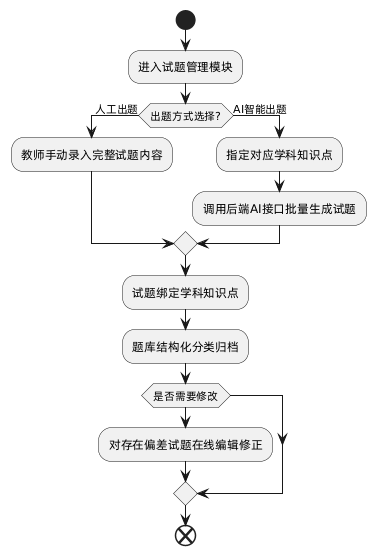 进入试题管理模块
人工出题
出题方式选择?
AI智能出题
教师手动录入完整试题内容
指定对应学科知识点
调用后端AI接口批量生成试题
试题绑定学科知识点
题库结构化分类归档
是否需要修改
对存在偏差试题在线编辑修正